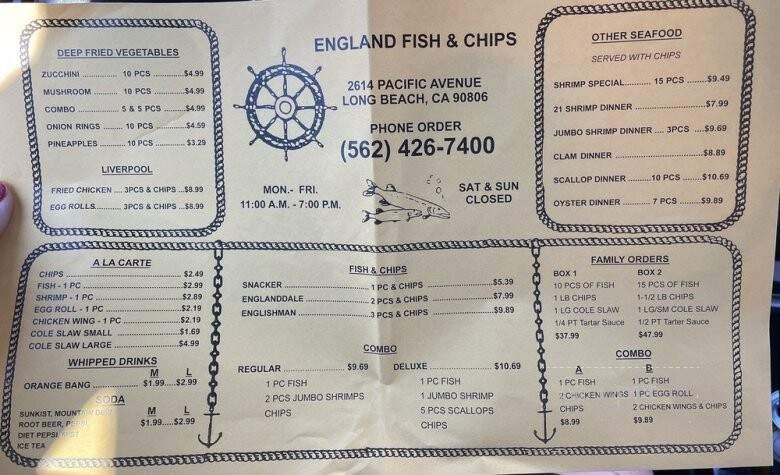 DEEP FRIED VEGETABLES
ZUCCHINI .............. 10 PCS ..........$4.99
MUSHROOM ......... 10 PCS ..........$4.99
COMBO .............. 5 & 5 PCS ......$4.99
ONION RINGS ...... 10 PCS ..........$4.59
PINEAPPLES ......... 10 PCS ..........$3.29
LIVERPOOL
FRIED CHICKEN .... 3PCS & CHIPS ...$8.99
EGG ROLLS........... 3PCS & CHIPS ...$8.99
ENGLAND FISH & CHIPS
2614 PACIFIC AVENUE
LONG BEACH, CA 90806
PHONE ORDER
(562) 426-7400
MON.- FRI.
11:00 A.M. - 7:00 P.M.
SAT & SUN
CLOSED
OTHER SEAFOOD
SERVED WITH CHIPS
SHRIMP SPECIAL......... 15 PCS .....$9.49
21 SHRIMP DINNER ......................$7.99
JUMBO SHRIMP DINNER .... 3PCS ....$9.69
CLAM DINNER ..............................$8.89
SCALLOP DINNER.........10 PCS ......$10.69
OYSTER DINNER ......... 7 PCS ......$9.89
A LA CARTE
CHIPS ..................................$2.49
FISH - 1 PC ...........................$2.99
SHRIMP - 1 PC .......................$2.89
EGG ROLL - 1 PC ...................$2.19
CHICKEN WING - 1 PC .............$2.19
COLE SLAW SMALL .................$1.69
COLE SLAW LARGE .................$4.99
WHIPPED DRINKS
M L
ORANGE BANG ............... $1.99....$2.99
SODA
M L
SUNKIST, MOUNTAIN DEW
ROOT BEER, PEPSI, $1.99.....$2.99
DIET PEPSI, MIST
ICE TEA
FISH & CHIPS
SNACKER ................................1 PC & CHIPS .......................$5.39
ENGLANDDALE .......................2 PCS & CHIPS .....................$7.99
ENGLISHMAN ..........................3 PCS & CHIPS .....................$9.89
COMBO
REGULAR ..........................$9.69
1 PC FISH
2 PCS JUMBO SHRIMPS
CHIPS
DELUXE .......................$10.69
1 PC FISH
1 JUMBO SHRIMP
5 PCS SCALLOPS
CHIPS
FAMILY ORDERS
BOX 1
10 PCS OF FISH
1 LB CHIPS
1 LG COLE SLAW
1/4 PT Tartar Sauce
$37.99
BOX 2
15 PCS OF FISH
1-1/2 LB CHIPS
1 LG/SM COLE SLAW
1/2 PT Tarter Sauce
$47.99
COMBO
A
1 PC FISH
2 CHICKEN WINGS
CHIPS
$8.99
B
1 PC FISH
1 PC EGG ROLL
2 CHICKEN WINGS & CHIPS
$9.89